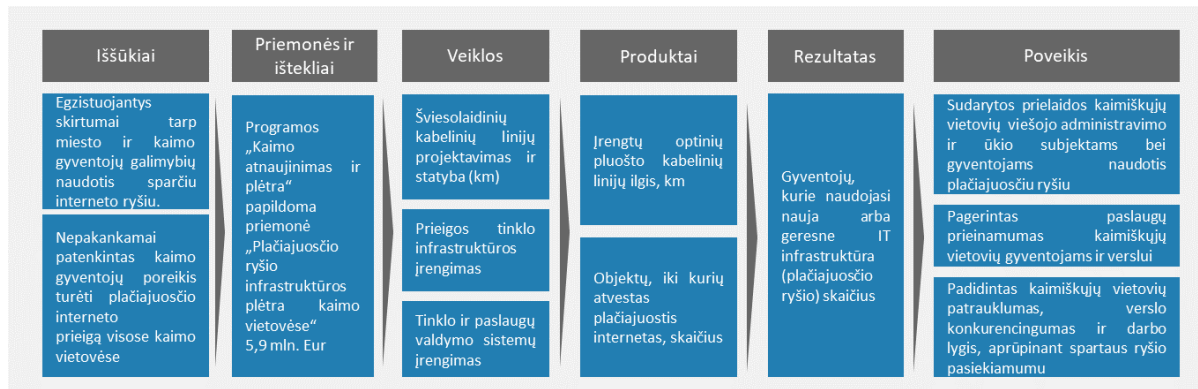 Iššūkiai
Egzistuojantys
skirtumai tarp
miesto ir kaimo
gyventojų galimybių
naudotis sparčiu
interneto ryšiu.
Nepakankamai
patenkintas kaimo
gyventojų poreikis
turėti plačiajuosčio
interneto
prieigą visose kaimo
vietovėse
Priemonės ir
ištekliai
Programos
„Kaimo
atnaujinimas ir
plėtra“
papildoma
priemonė
„Plačiajuosčio
ryšio
infrastruktūros
plėtra kaimo
vietovėse“
5,9 mln. Eur
Veiklos
Šviesolaidinių
kabelinių linijų
projektavimas ir
statyba (km)
Prieigos tinklo
infrastruktūros
įrengimas
Tinklo ir paslaugų
valdymo sistemų
įrengimas
Produktai
Įrengtų optinių
pluošto kabelinių
linijų ilgis, km
Objektų, iki kurių
atvestas
plačiajuostis
internetas, skaičius
Rezultatas
Gyventojų,
kurie naudojasi
nauja arba
geresne IT
infrastruktūra
(plačiajuosčio
ryšio) skaičius
Poveikis
Sudarytos prielaidos kaimiškųjų
vietovių viešojo administravimo
ir ūkio subjektams bei
gyventojams naudotis
plačiajuosčiu ryšiu
Pagerintas paslaugų
prieinamumas kaimiškųjų
vietovių gyventojams ir verslui
Padidintas kaimiškųjų vietovių
patrauklumas, verslo
konkurencingumas ir darbo
lygis, aprūpinant spartaus ryšio
pasiekiamumu